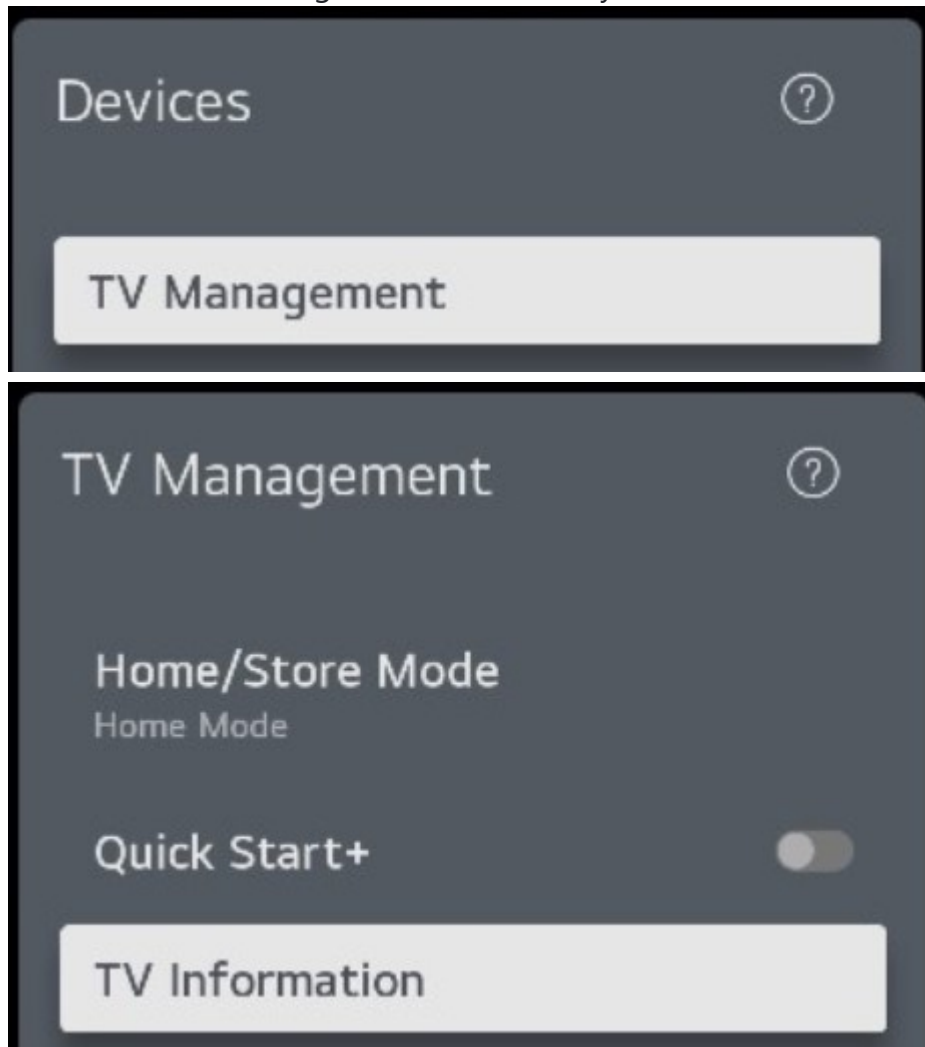 Devices
TV Management
TV Management
Home/Store Mode
Home Mode
Quick Start+
TV Information